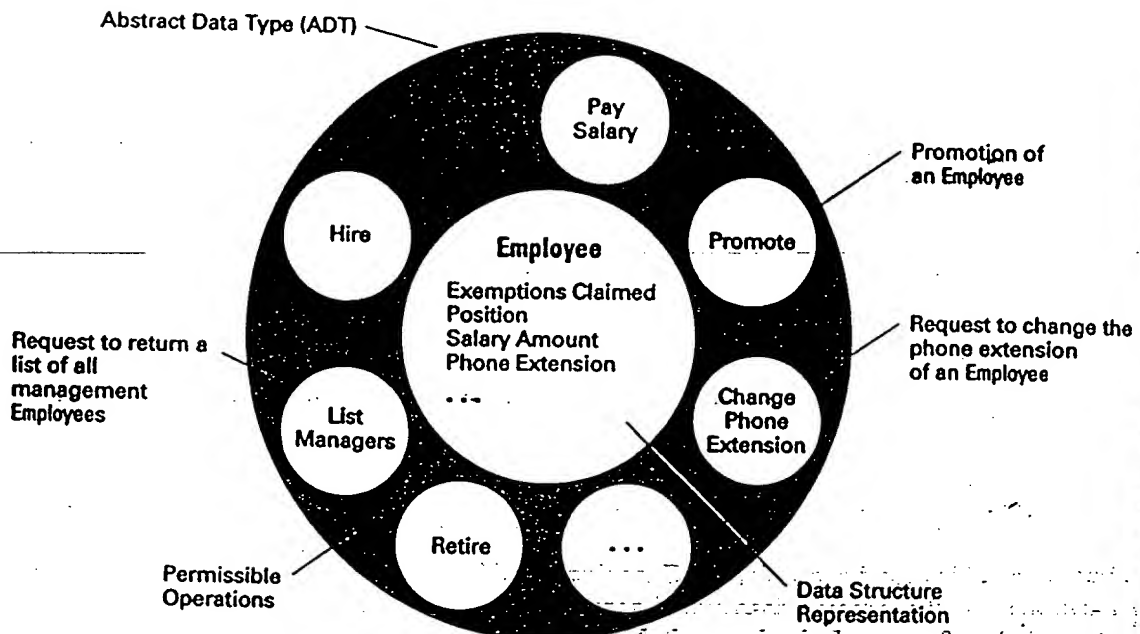 Abstract Data Type (ADT)
Pay
Salary
Promotion of
an Employee
Hire
Employee
Promote
Exemptions Claimed
Position
Salary Amount
Phone Extension
...
Request to return a
list of all
management
Employees
Request to change the
phone extension
of an Employee
List
Managers
Change
Phone
Extension
Retire
...
Permissible
Operations
Data Structure
Representation